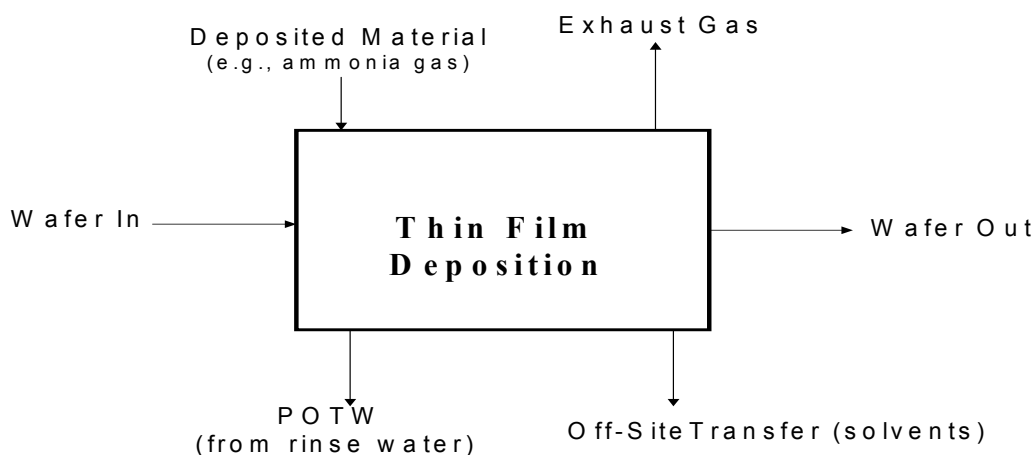 Deposited Material
(e.g., ammonia gas)
Exhaust Gas
Wafer In
Thin Film
Deposition
Wafer Out
POTW
(from rinse water)
Off-Site Transfer (solvents)